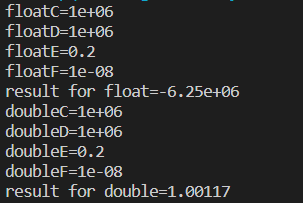 floatC=1e+06
floatD=1e+06
floatE=0.2
floatF=1e-08
result for float=-6.25e+06
doubleC=1e+06
doubleD=1e+06
doubleE=0.2
doubleF=1e-08
result for double=1.00117